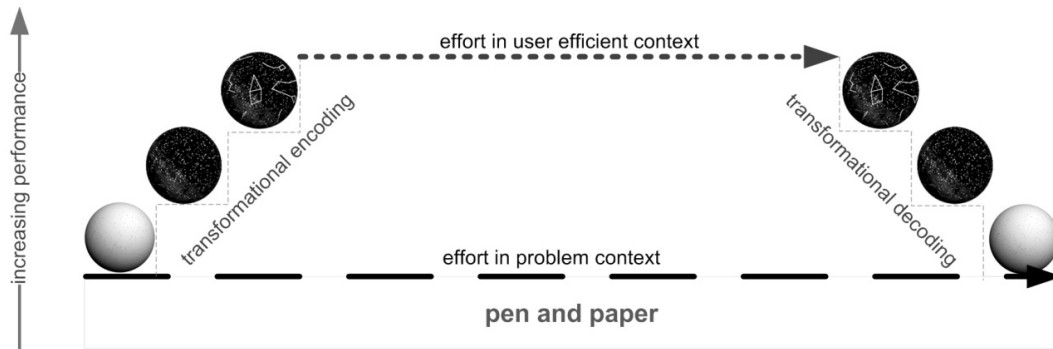 increasing performance
effort in user efficient context
transformational encoding
transformational decoding
effort in problem context
pen and paper